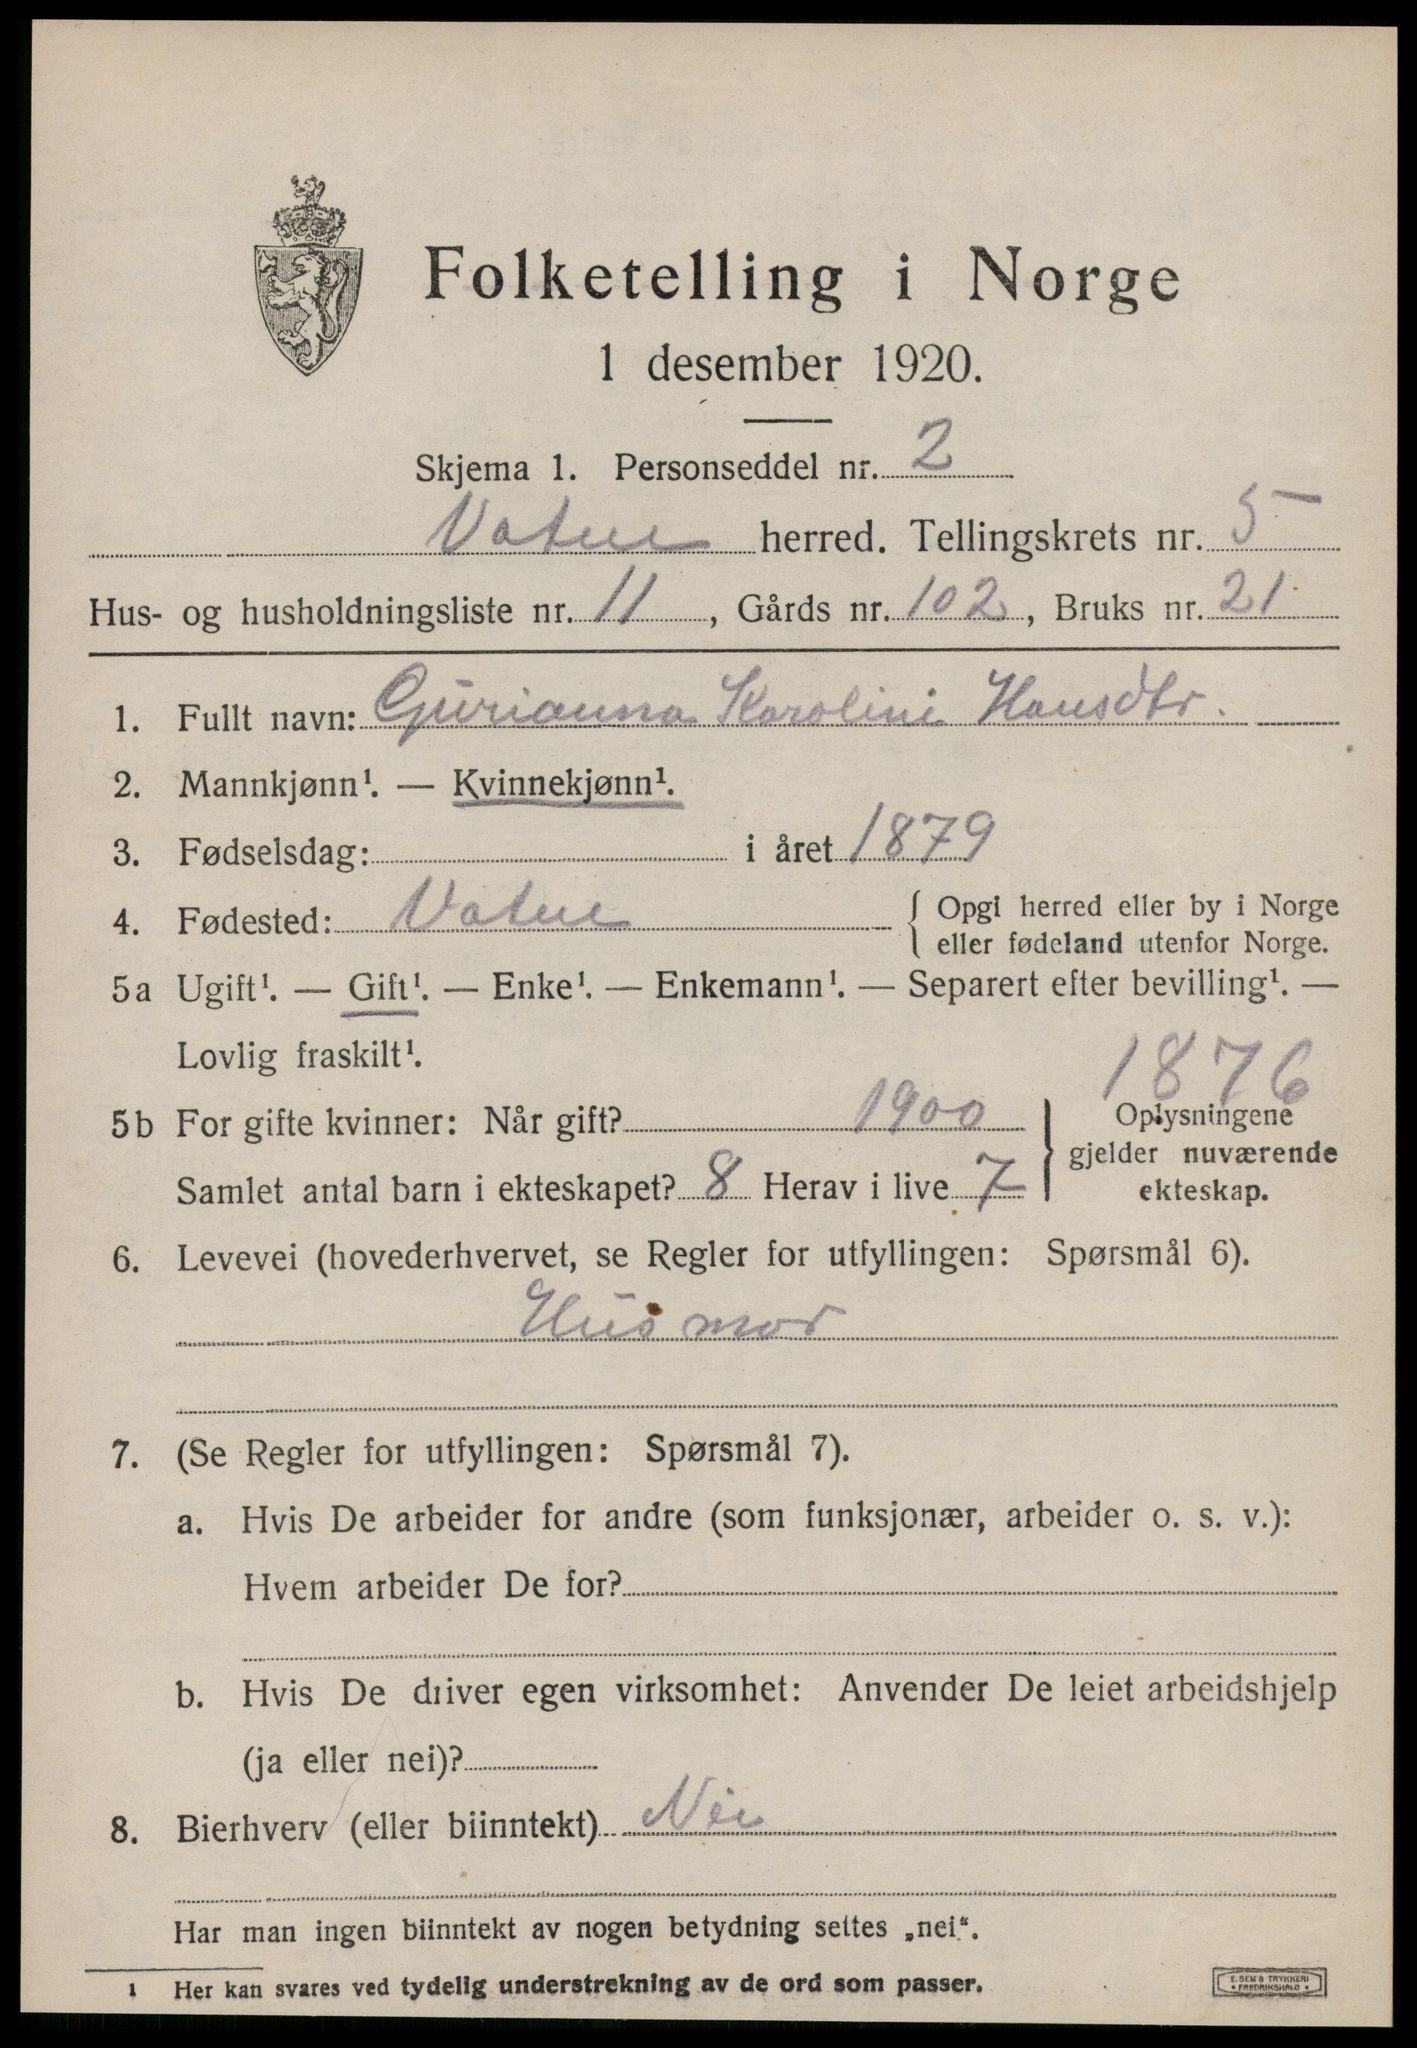 Folketelling i Norge
1 desember 1920.
Skjema 1. Personseddel nr. 2
Vatne herred. Tellingskrets nr. 5
Hus- og husholdningsliste nr. 11, Gårds nr. 102, Bruks nr. 21
1. Fullt navn: Gurianna Karolini Hansdtr.
2. Mannkjønn¹. — Kvinnekjønn¹.
3. Fødselsdag: i året 1879
4. Fødested: Vatne { Opgi herred eller by i Norge
eller fødeland utenfor Norge.
5a Ugift¹. — Gift¹. — Enke¹. — Enkemann¹. — Separert efter bevilling¹. —
Lovlig fraskilt¹.
1876
5b For gifte kvinner: Når gift? 1900 } Oplysningene
gjelder nuværende
Samlet antal barn i ekteskapet? 8 Herav i live 7 ekteskap.
6. Levevei (hovederhvervet, se Regler for utfyllingen: Spørsmål 6).
Husmor
7. (Se Regler for utfyllingen: Spørsmål 7).
a. Hvis De arbeider for andre (som funksjonær, arbeider o. s. v.):
Hvem arbeider De for?
b. Hvis De driver egen virksomhet: Anvender De leiet arbeidshjelp
(ja eller nei)?
8. Bierhverv (eller biinntekt) Nei
Har man ingen biinntekt av nogen betydning settes „nei“.
1 Her kan svares ved tydelig understrekning av de ord som passer.
E. SEM'S TRYKKERI
* FREDRIKSHALD *